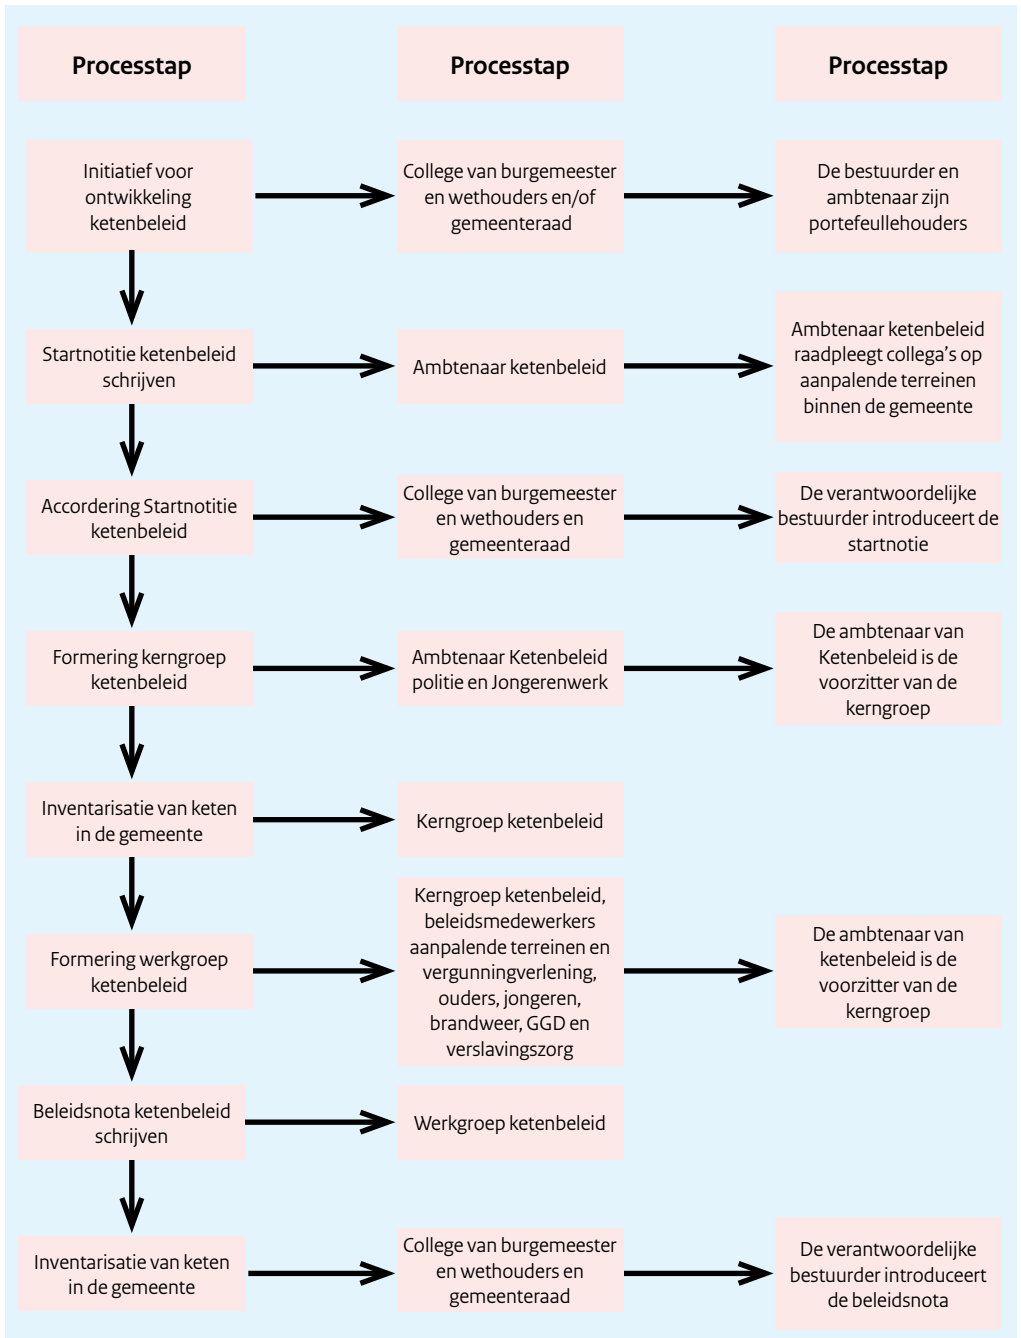 Processtap
Processtap
Processtap
Initiatief voor
ontwikkeling
ketenbeleid
College van burgemeester
en wethouders en/of
gemeenteraad
De bestuurder en
ambtenaar zijn
portefeullehouders
Startnotitie ketenbeleid
schrijven
Ambtenaar ketenbeleid
Ambtenaar ketenbeleid
raadpleegt collega's op
aanpalende terreinen
binnen de gemeente
Accordering Startnotitie
ketenbeleid
College van burgemeester
en wethouders en
gemeenteraad
De verantwoordelijke
bestuurder introduceert de
startnotie
Formering kerngroep
ketenbeleid
Ambtenaar Ketenbeleid
politie en Jongerenwerk
De ambtenaar van
Ketenbeleid is de
voorzitter van de
kerngroep
Inventarisatie van keten
in de gemeente
Kerngroep ketenbeleid
Formering werkgroep
ketenbeleid
Kerngroep ketenbeleid,
beleidsmedewerkers
aanpalende terreinen en
vergunningverlening,
ouders, jongeren,
brandweer, GGD en
verslavingszorg
De ambtenaar van
ketenbeleid is de
voorzitter van de
kerngroep
Beleidsnota ketenbeleid
schrijven
Werkgroep ketenbeleid
Inventarisatie van keten
in de gemeente
College van burgemeester
en wethouders en
gemeenteraad
De verantwoordelijke
bestuurder introduceert
de beleidsnota